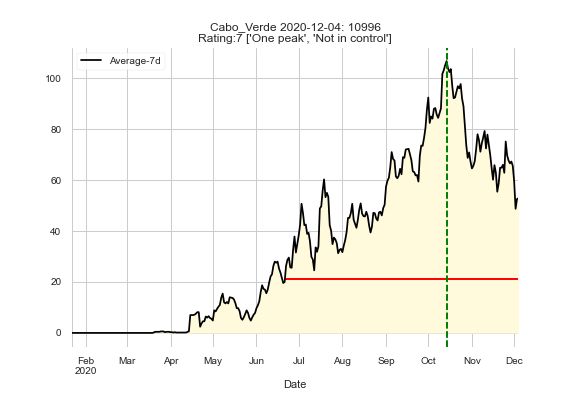 Cabo_Verde 2020-12-04: 10996
Rating:7 ['One peak', 'Not in control']
Average-7d
100
80
60
40
20
0
Feb Mar Apr May Jun Jul Aug Sep Oct Nov Dec
2020
Date